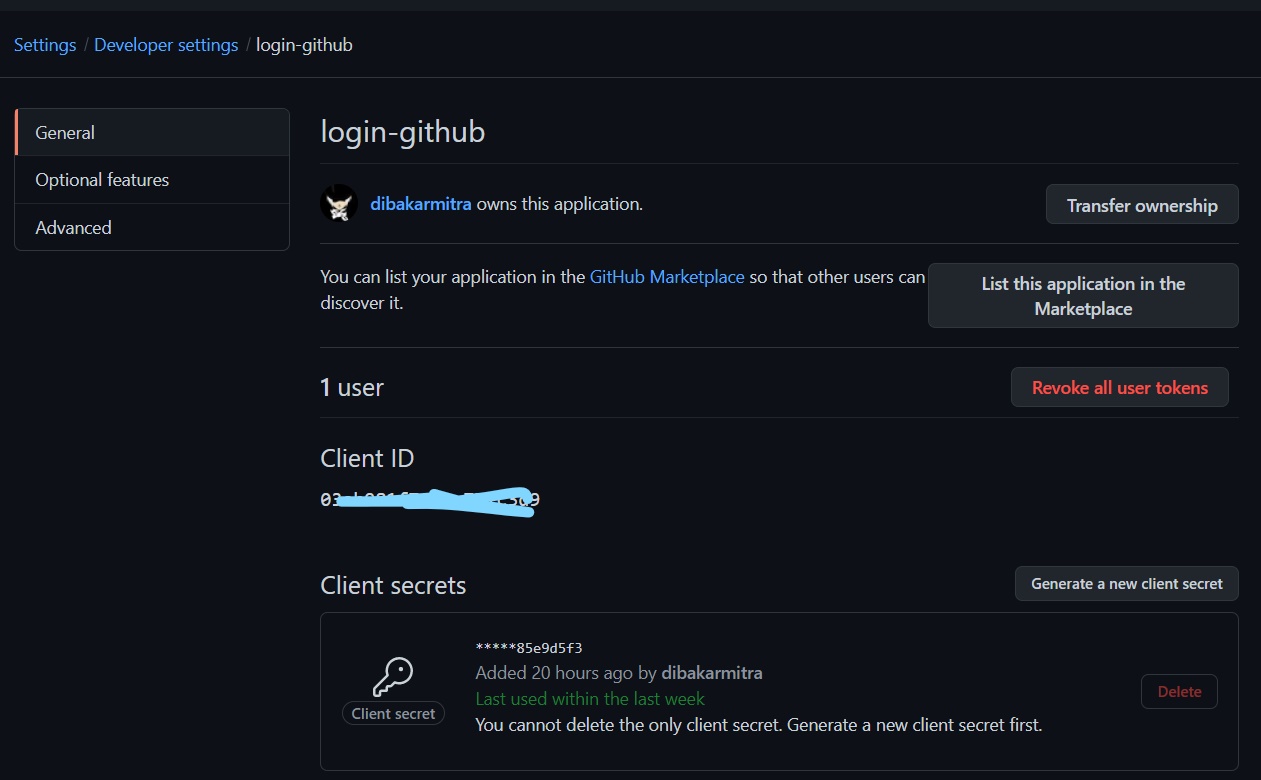 Settings / Developer settings / login-github
General
Optional features
Advanced
login-github
dibakarmitra owns this application.
Transfer ownership
You can list your application in the GitHub Marketplace so that other users can
discover it.
List this application in the
Marketplace
1 user
Revoke all user tokens
Client ID
Client secrets
Generate a new client secret
*****85e9d5f3
Added 20 hours ago by dibakarmitra
Last used within the last week
Client secret
You cannot delete the only client secret. Generate a new client secret first.
Delete